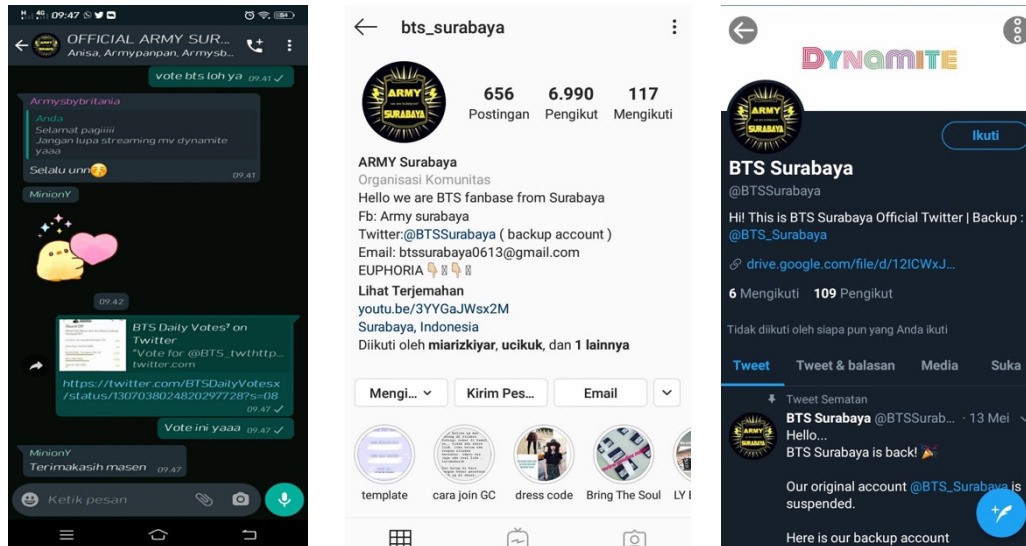 09:47
OFFICIAL ARMY SUR...
Anisa, Armypanpan, Armysb...
vote bts loh ya 09.41
Armysbybritania
Anda
Selamat pagiiiii
Jangan lupa streaming mv dynamite
yaaa
Selalu unn
09.41
MinionY
09.42
BTS Daily Votes⁷ on
Twitter
"Vote for @BTS_twthttp...
twitter.com
https://twitter.com/BTSDailyVotesx
/status/1307038024820297728?s=08
09.47
Vote ini yaaa 09.47
MinionY
Terimakasih masen 09.47
Ketik pesan
bts_surabaya
ARMY
SURABAYA
656 6.990 117
Postingan Pengikut Mengikuti
ARMY Surabaya
Organisasi Komunitas
Hello we are BTS fanbase from Surabaya
Fb: Army surabaya
Twitter:@BTSSurabaya ( backup account )
Email: btssurabaya0613@gmail.com
EUPHORIA
Lihat Terjemahan
youtu.be/3YYGaJWsx2M
Surabaya, Indonesia
Diikuti oleh miarizkiyar, ucikuk, dan 1 lainnya
Mengi... Kirim Pes... Email
template cara join GC dress code Bring The Soul LY
DYNAMITE
ARMY
SURABAYA
Ikuti
BTS Surabaya
@BTSSurabaya
Hi! This is BTS Surabaya Official Twitter | Backup :
@BTS_Surabaya
drive.google.com/file/d/12ICWxJ...
6 Mengikuti 109 Pengikut
Tidak diikuti oleh siapa pun yang Anda ikuti
Tweet Tweet & balasan Media Suka
Tweet Sematan
BTS Surabaya @BTSSurab... · 13 Mei
Hello...
BTS Surabaya is back!
Our original account @BTS_Surabaya is
suspended.
Here is our backup account